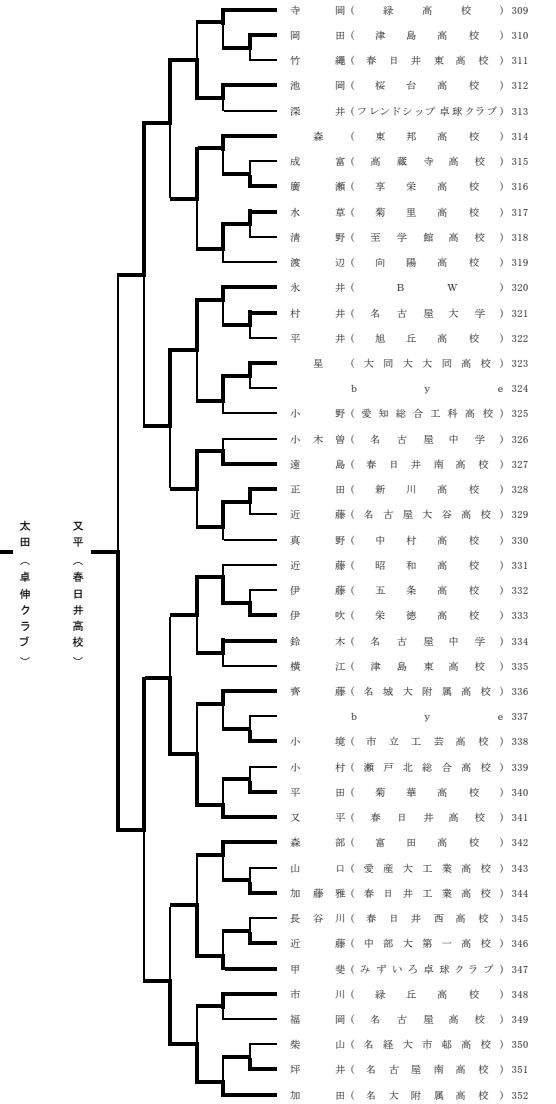 寺岡（緑高校）309
岡田（津島高校）310
竹縄（春日井東高校）311
池岡（桜台高校）312
深井（フレンドシップ卓球クラブ）313
森（東邦高校）314
成富（高蔵寺高校）315
廣瀬（享栄高校）316
水草（菊里高校）317
清野（至学館高校）318
渡辺（向陽高校）319
永井（BW）320
村井（名古屋大学）321
平井（旭丘高校）322
星（大同大大同高校）323
bye 324
小野（愛知総合工科高校）325
小木曽（名古屋中学）326
遠島（春日井南高校）327
正田（新川高校）328
近藤（名古屋大谷高校）329
真野（中村高校）330
太田（卓伸クラブ）
又平（春日井高校）
近藤（昭和高校）331
伊藤（五条高校）332
伊吹（栄徳高校）333
鈴木（名古屋中学）334
横江（津島東高校）335
齊藤（名城大附属高校）336
bye 337
小境（市立工芸高校）338
小村（瀬戸北総合高校）339
平田（菊華高校）340
又平（春日井高校）341
森部（富田高校）342
山口（愛産大工業高校）343
加藤雅（春日井工業高校）344
長谷川（春日井西高校）345
近藤（中部大第一高校）346
甲斐（みずいろ卓球クラブ）347
市川（緑丘高校）348
福岡（名古屋高校）349
柴山（名経大市邨高校）350
坪井（名古屋南高校）351
加田（名大附属高校）352